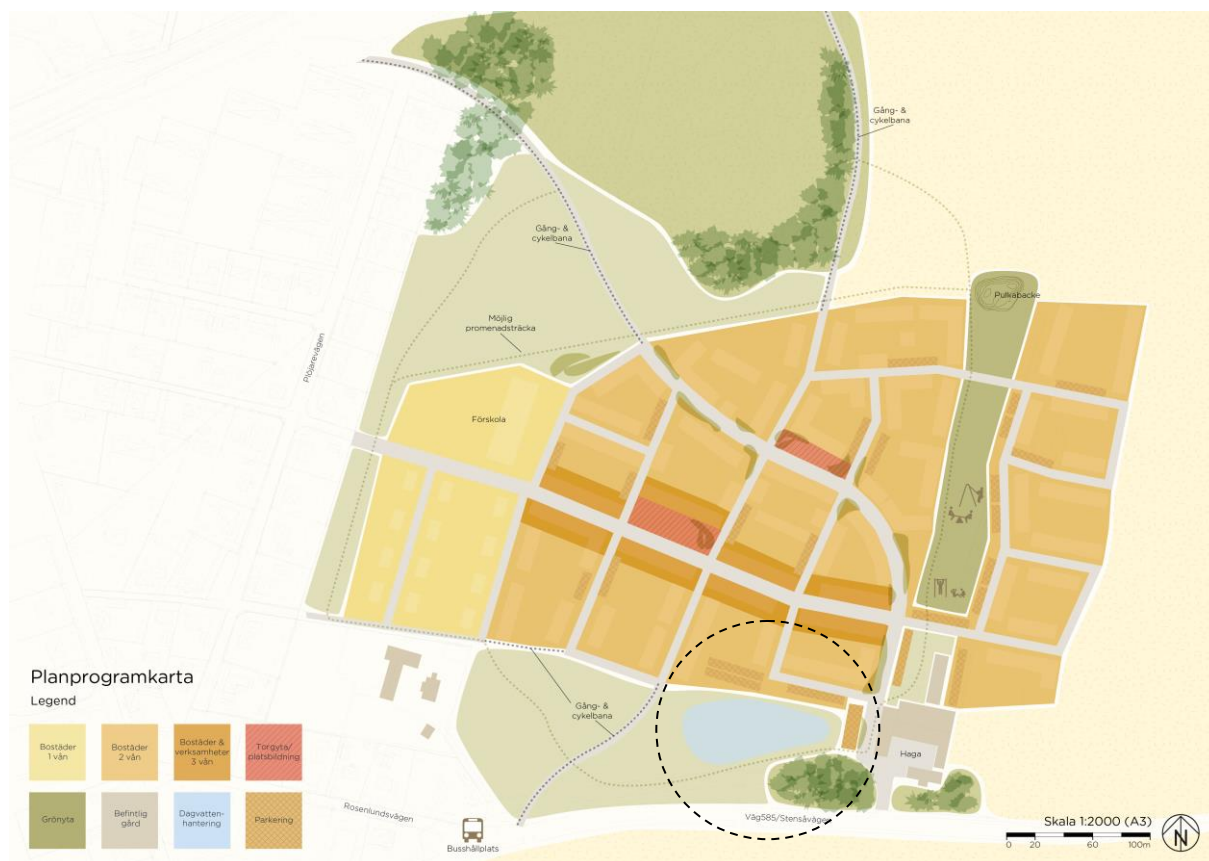 Gång- &
cykelbana
Gång- &
cykelbana
Pulkabacke
Möjlig
promenadsträcka
Plöjarevägen
Förskola
Planprogramkarta
Legend
Bostäder
1 vån
Bostäder
2 vån
Bostäder &
verksamheter
3 vån
Torgyta/
platsbildning
Gång- &
cykelbana
Haga
Grönyta
Befintlig
gård
Dagvatten-
hantering
Parkering
Rosenlundsvägen
Busshållplats
Väg585/Stensåvägen
Skala 1:2000 (A3)
0 20 60 100m
N